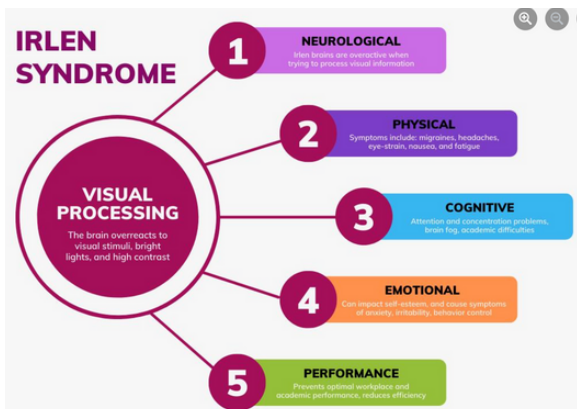 IRLEN
SYNDROME
VISUAL
PROCESSING
The brain overreacts to
visual stimuli, bright
lights, and high contrast
1
NEUROLOGICAL
Irlen brains are overactive when
trying to process visual information
2
PHYSICAL
Symptoms include: migraines, headaches,
eye-strain, nausea, and fatigue
3
COGNITIVE
Attention and concentration problems,
brain fog, academic difficulties
4
EMOTIONAL
Can impact self-esteem, and cause symptoms
of anxiety, irritability, behavior control
5
PERFORMANCE
Prevents optimal workplace and
academic performance, reduces efficiency